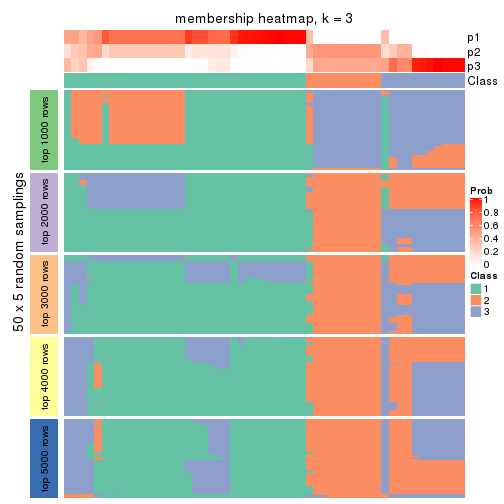 membership heatmap, k = 3
p1
p2
p3
Class
50 x 5 random samplings
top 1000 rows
top 2000 rows
top 3000 rows
top 4000 rows
top 5000 rows
Prob
1
0.8
0.6
0.4
0.2
0
Class
1
2
3